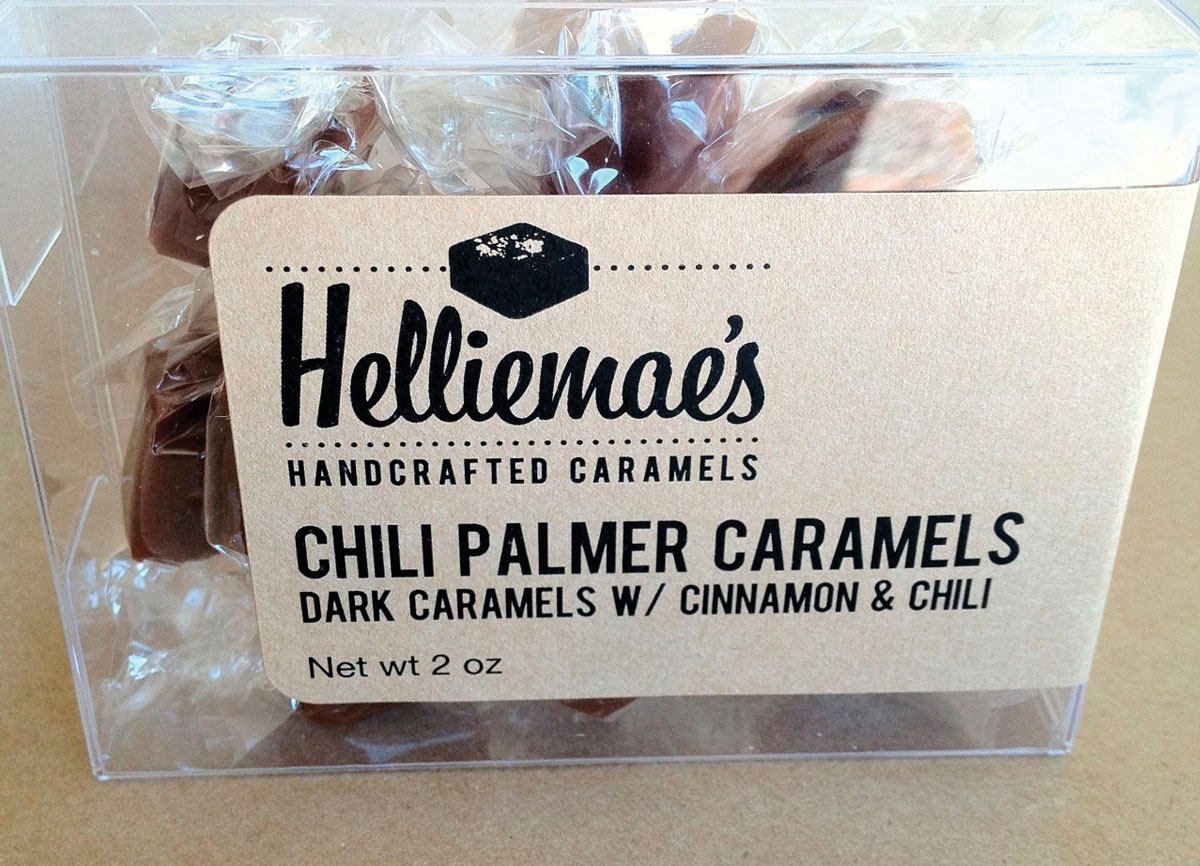 Helliemae's
HANDCRAFTED CARAMELS
CHILI PALMER CARAMELS
DARK CARAMELS W/ CINNAMON & CHILI
Net wt 2 oz